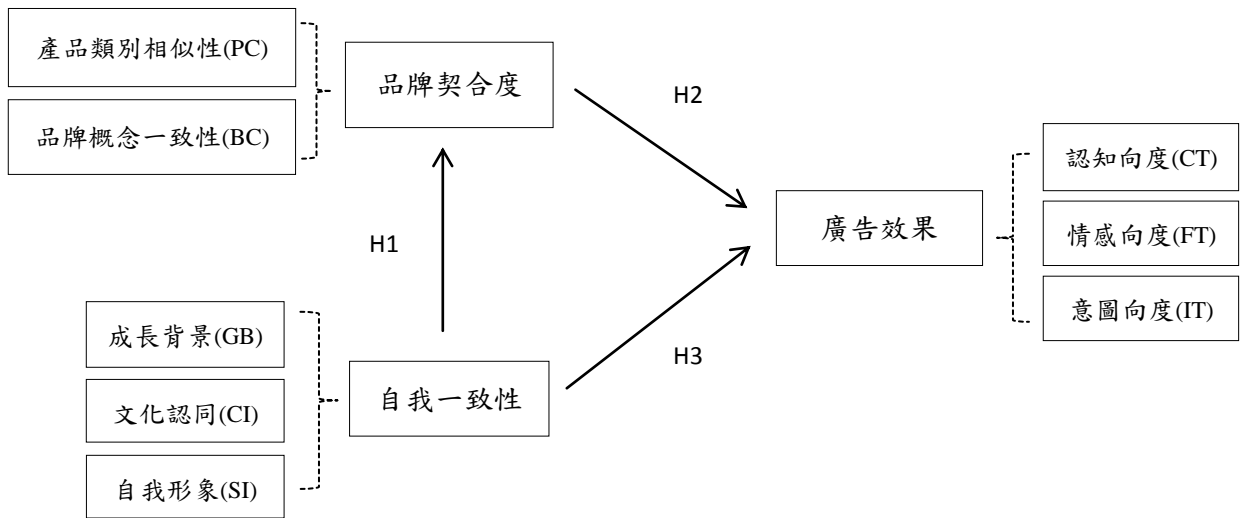 產品類別相似性(PC)
品牌概念一致性(BC)
品牌契合度
H2
H1
認知向度(CT)
情感向度(FT)
意圖向度(IT)
廣告效果
H3
成長背景(GB)
文化認同(CI)
自我形象(SI)
自我一致性